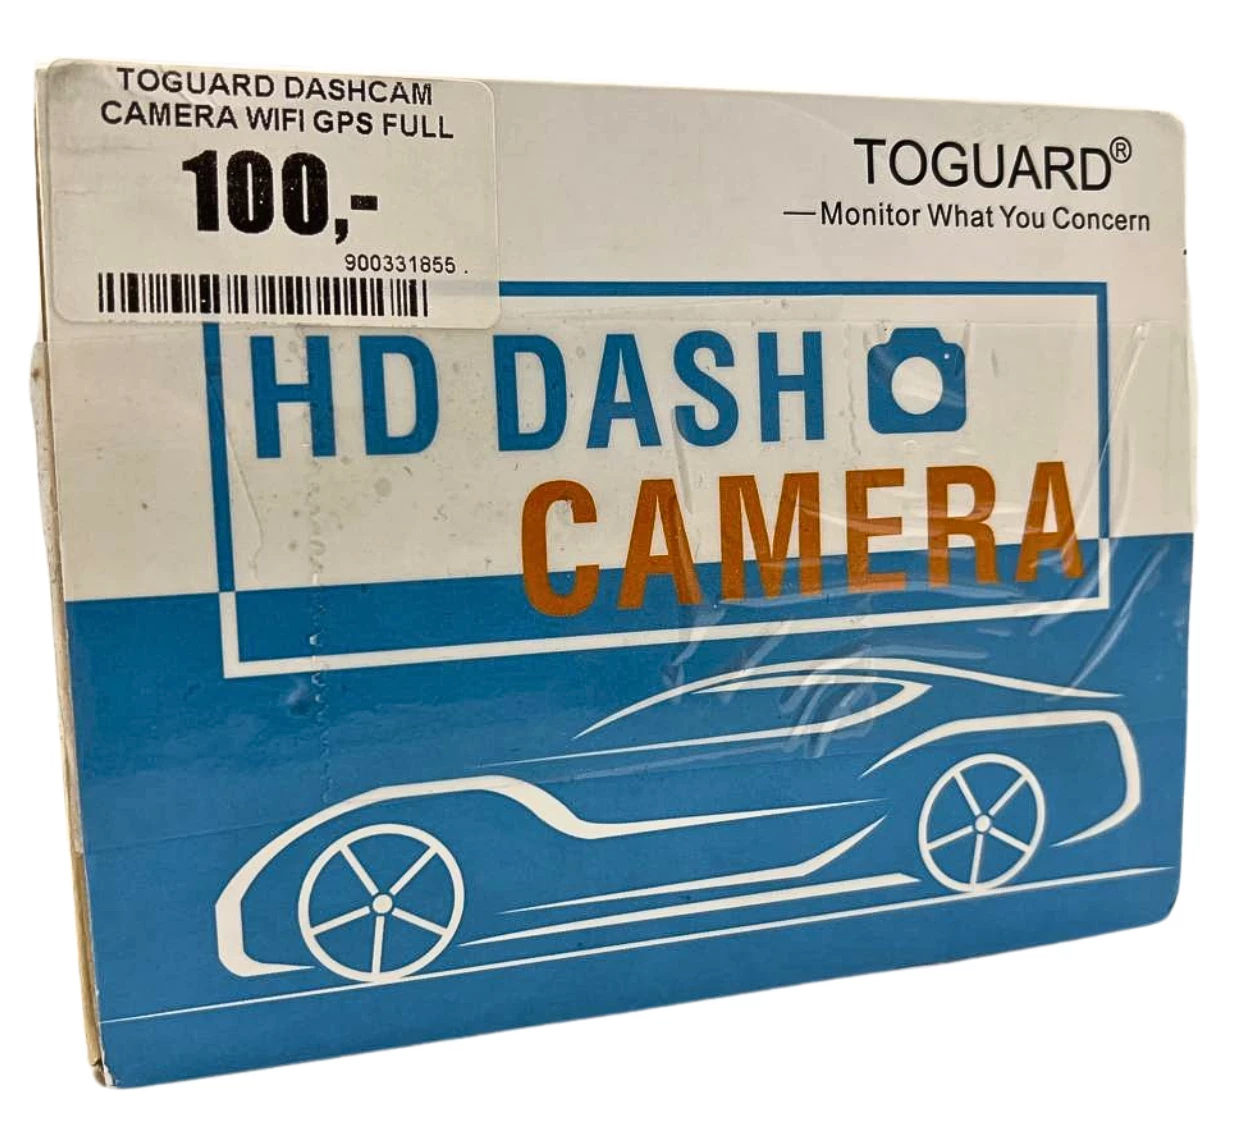 TOGUARD DASHCAM
CAMERA WIFI GPS FULL
100,-
900331855 .
TOGUARD®
—Monitor What You Concern
HD DASH
CAMERA